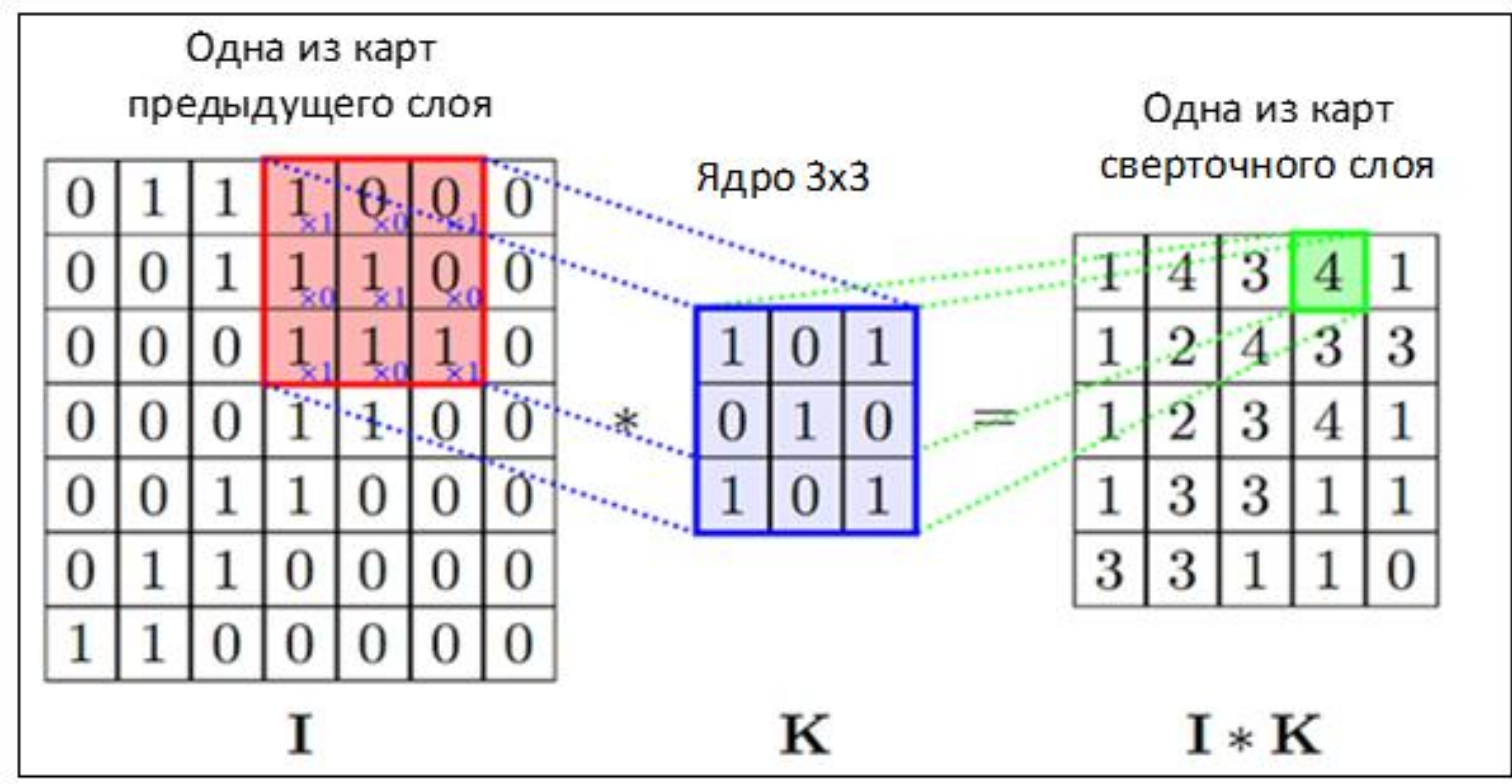 Одна из карт
предыдущего слоя
Ядро 3x3
Одна из карт
сверточного слоя
0 1 1 1 0 0 0
0 0 1 1 1 0 0
0 0 0 1 1 1 0
0 0 0 1 1 0 0
0 0 1 1 0 0 0
0 1 1 0 0 0 0
1 1 0 0 0 0 0
×1 ×0 ×1
×0 ×1 ×0
×1 ×0 ×1
*
1 0 1
0 1 0
1 0 1
=
1 4 3 4 1
1 2 4 3 3
1 2 3 4 1
1 3 3 1 1
3 3 1 1 0
I
K
I * K